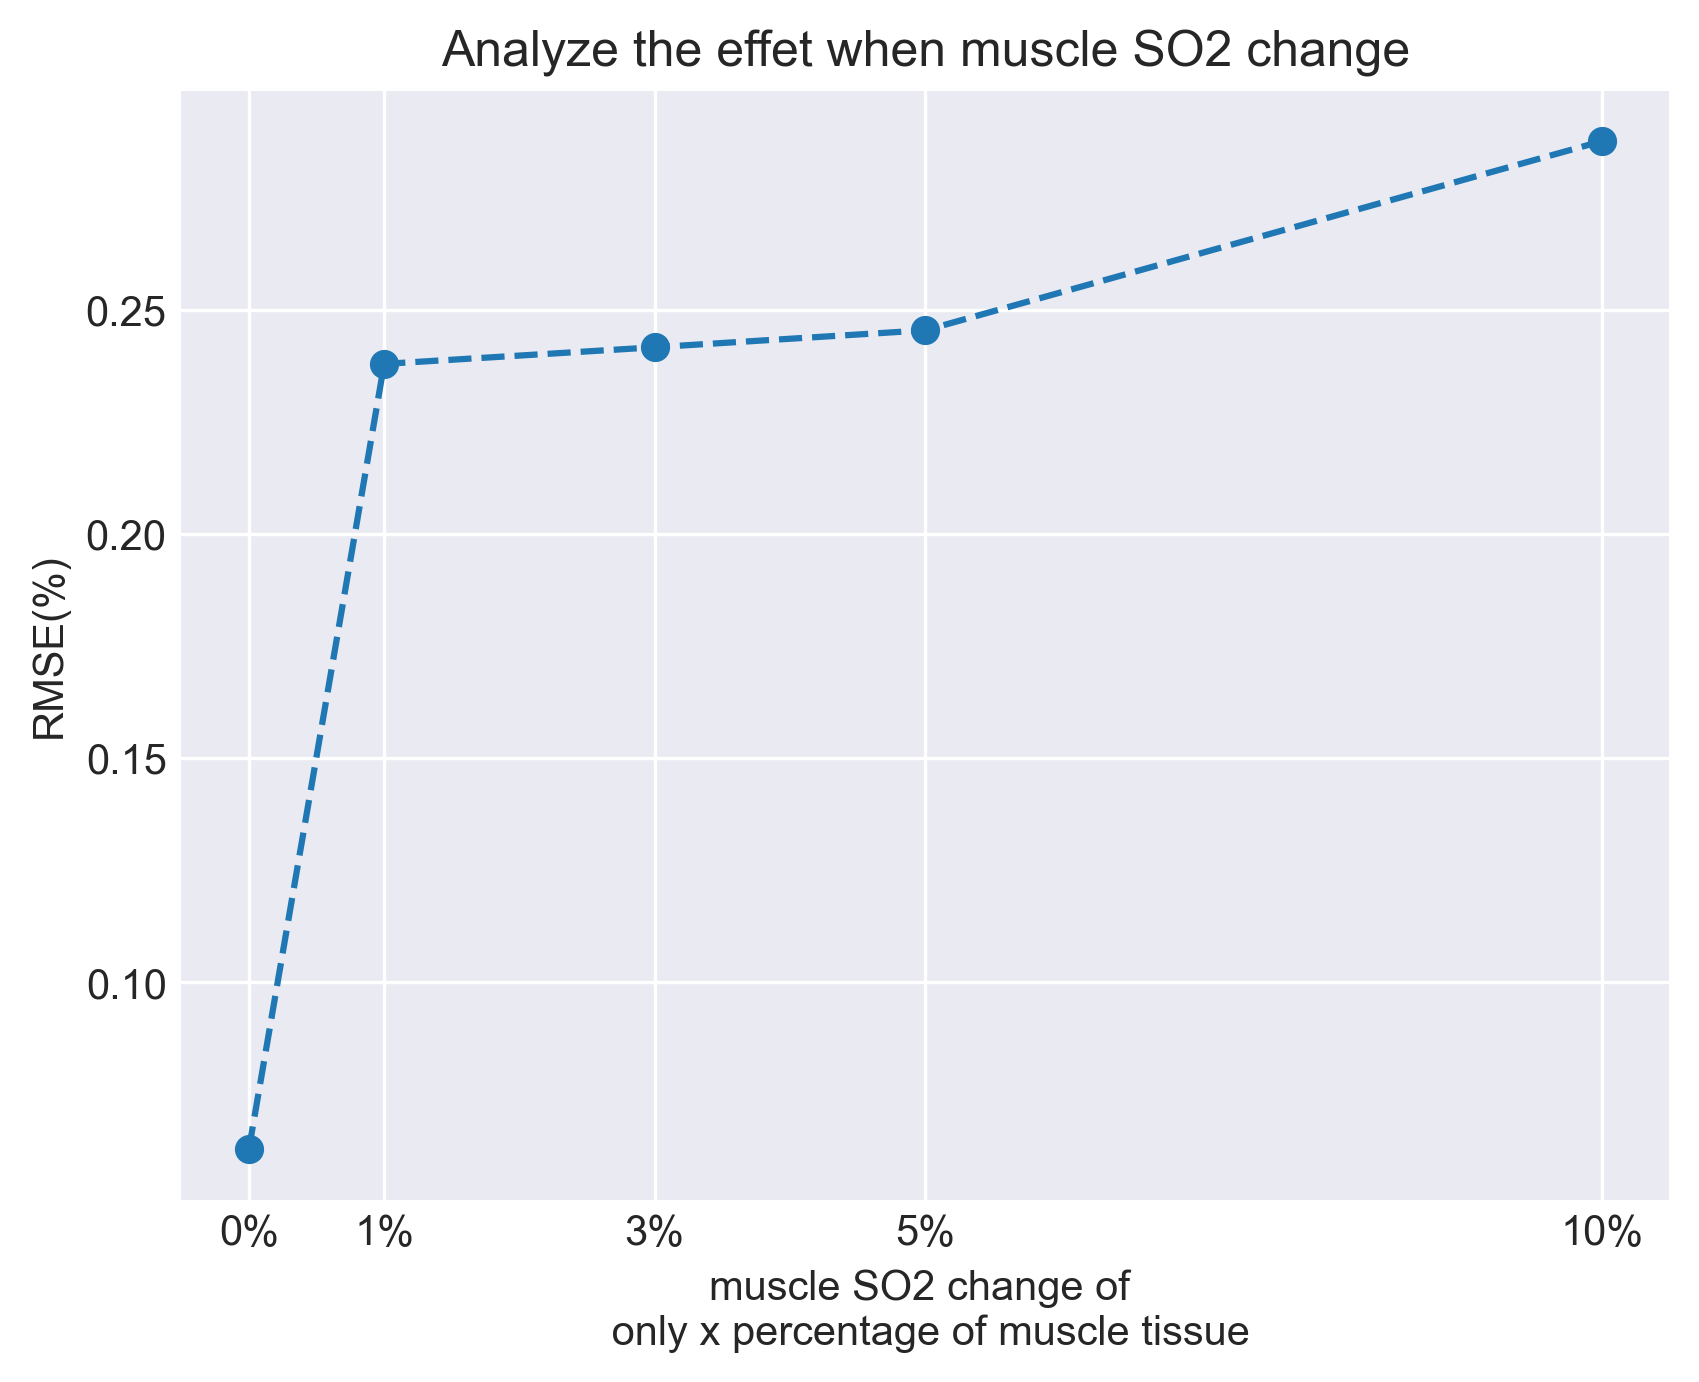 Analyze the effet when muscle SO2 change
RMSE(%)
0.25
0.20
0.15
0.10
0% 1% 3% 5% 10%
muscle SO2 change of
only x percentage of muscle tissue